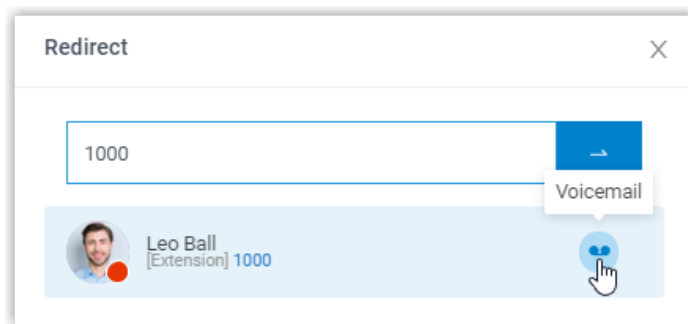 Redirect
1000
Voicemail
Leo Ball
[Extension] 1000